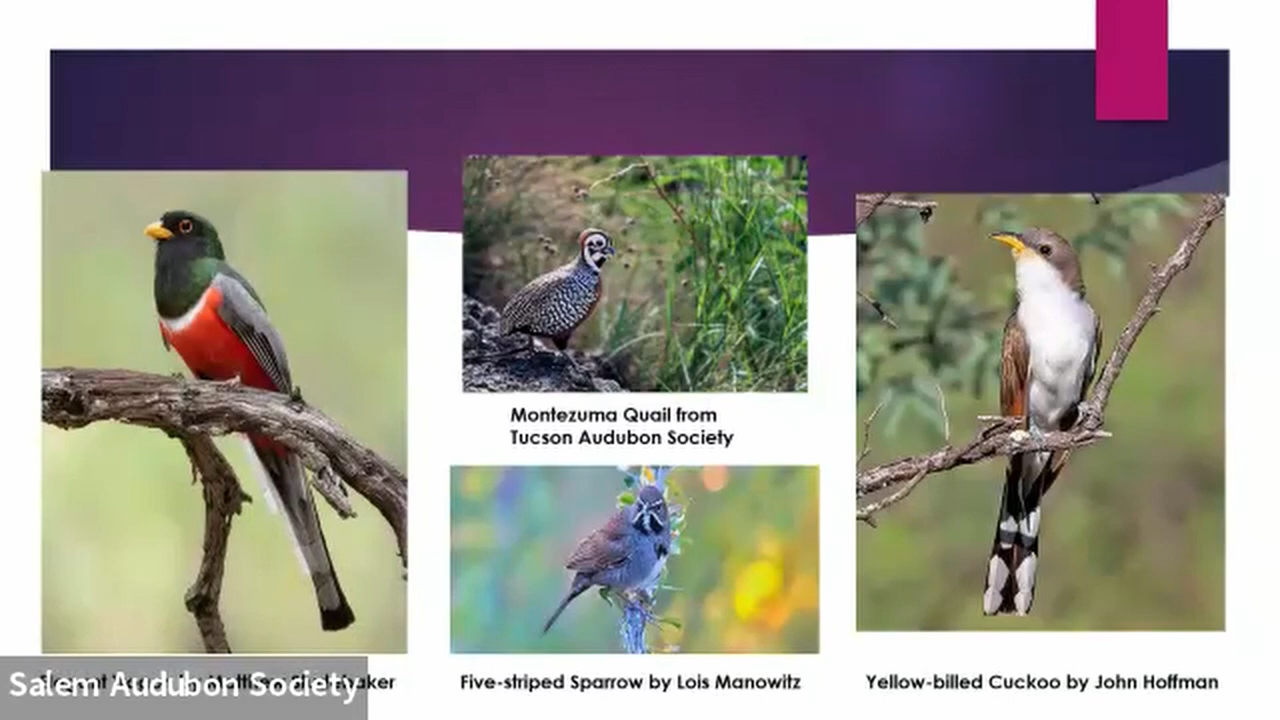 Montezuma Quail from
Tucson Audubon Society
Salem Audubon Society
Five-striped Sparrow by Lois Manowitz
Yellow-billed Cuckoo by John Hoffman